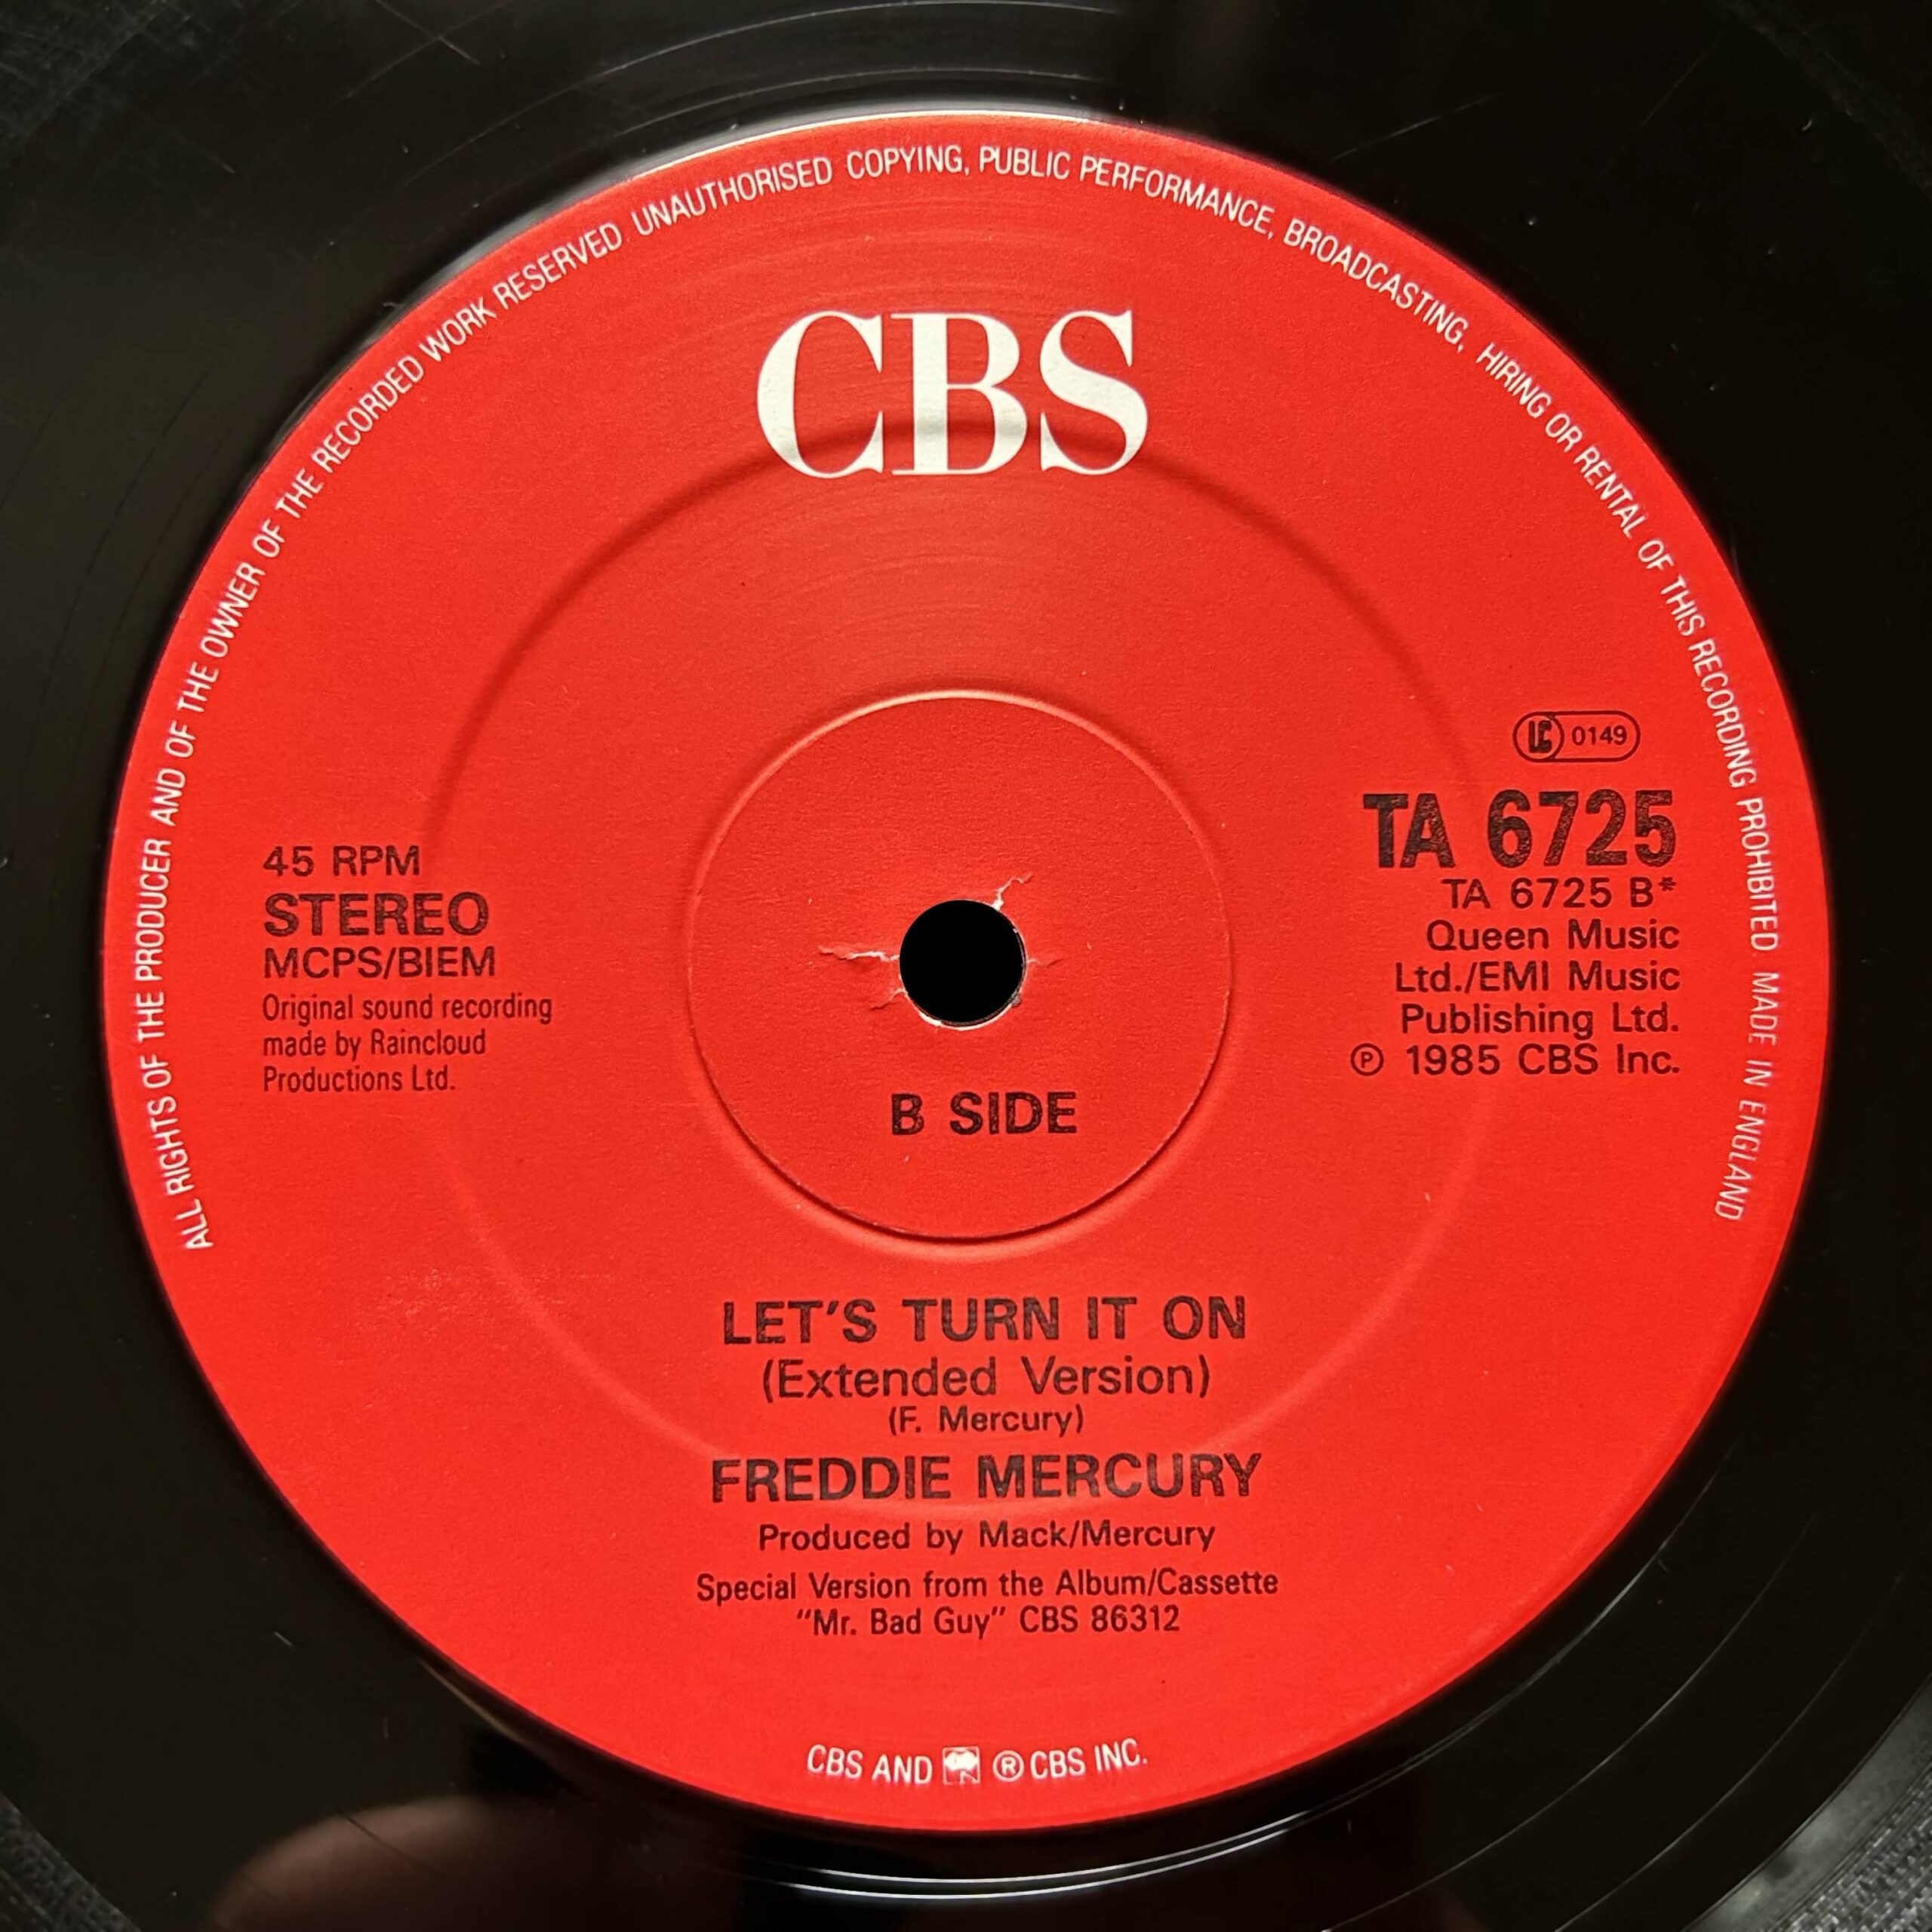 ALL RIGHTS OF THE PRODUCER AND OF THE OWNER OF THE RECORDED WORK RESERVED. UNAUTHORISED COPYING, PUBLIC PERFORMANCE, BROADCASTING, HIRING OR RENTAL OF THIS RECORDING PROHIBITED. MADE IN ENGLAND
CBS
45 RPM
STEREO
MCPS/BIEM
Original sound recording
made by Raincloud
Productions Ltd.
LC 0149
TA 6725
TA 6725 B*
Queen Music
Ltd./EMI Music
Publishing Ltd.
℗ 1985 CBS Inc.
B SIDE
LET'S TURN IT ON
(Extended Version)
(F. Mercury)
FREDDIE MERCURY
Produced by Mack/Mercury
Special Version from the Album/Cassette
"Mr. Bad Guy" CBS 86312
CBS AND ® CBS INC.